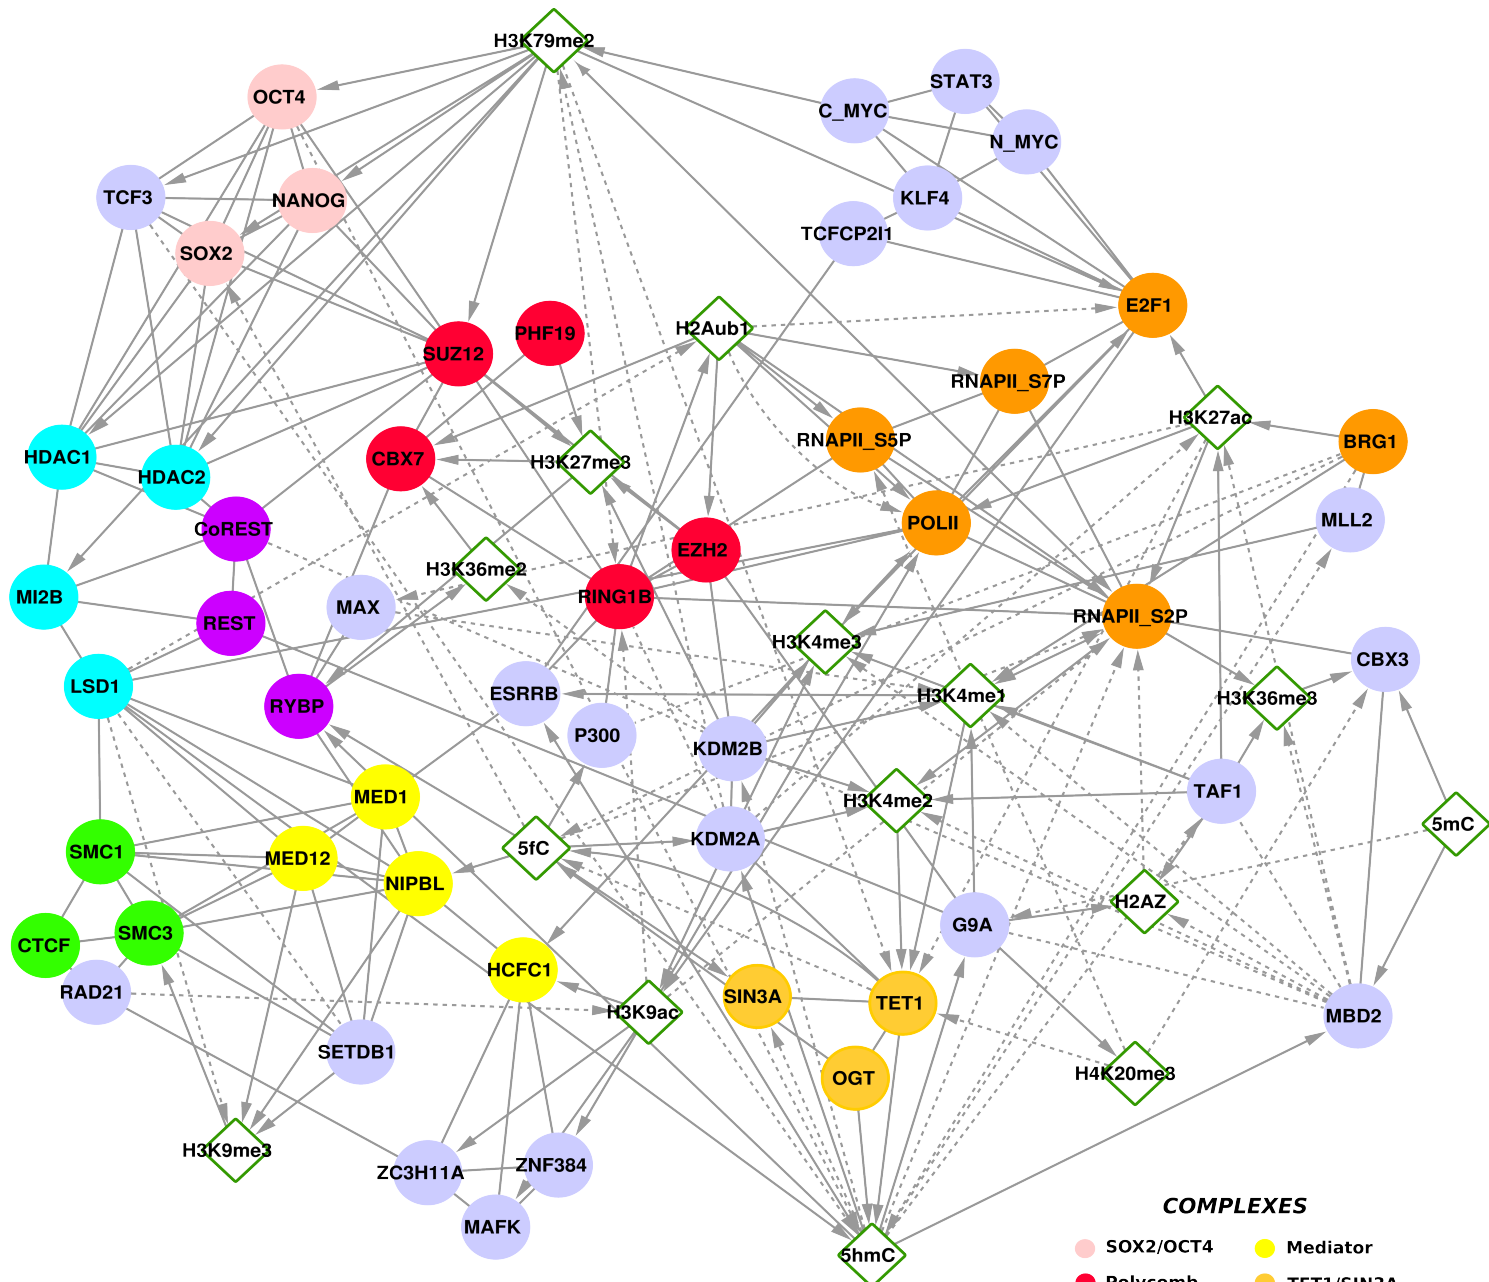 H3K79me2
OCT4
STAT3
C_MYC
N_MYC
TCF3
NANOG
KLF4
TCFCP2I1
SOX2
E2F1
H2Aub1
PHF19
SUZ12
RNAPII_S7P
H3K27ac
BRG1
RNAPII_S5P
HDAC1
CBX7
H3K27me3
HDAC2
CoREST
POLII
MLL2
EZH2
H3K36me2
MI2B
MAX
RING1B
RNAPII_S2P
REST
H3K4me3
CBX3
LSD1
ESRRB
H3K4me1
H3K36me3
RYBP
P300
KDM2B
MED1
H3K4me2
TAF1
5mC
SMC1
MED12
5fC
KDM2A
NIPBL
H2AZ
CTCF
SMC3
G9A
HCFC1
RAD21
SIN3A
TET1
H3K9ac
MBD2
SETDB1
OGT
H4K20me3
H3K9me3
ZC3H11A
ZNF384
MAFK
5hmC
COMPLEXES
SOX2/OCT4
Mediator
Polycomb
TET1/SIN3A